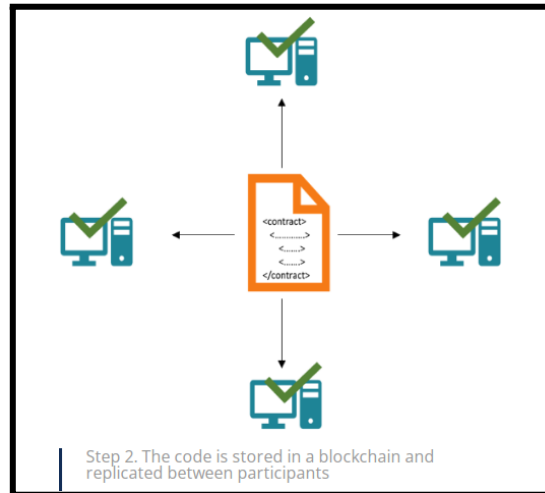 <contract>
<............>
<.......>
<.......>
</contract>
Step 2. The code is stored in a blockchain and
replicated between participants